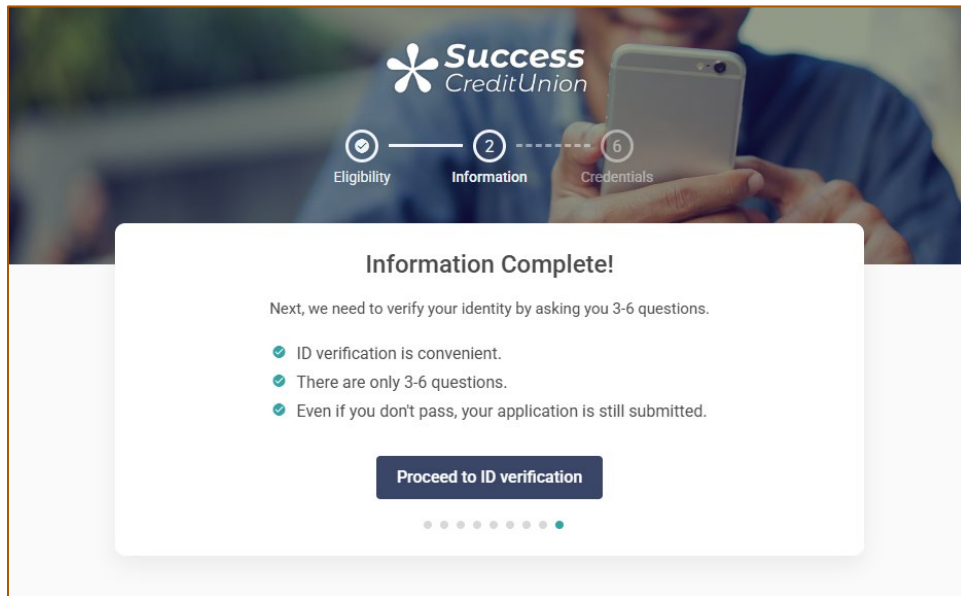 Success
CreditUnion
2
6
Eligibility
Information
Credentials
Information Complete!
Next, we need to verify your identity by asking you 3-6 questions.
ID verification is convenient.
There are only 3-6 questions.
Even if you don't pass, your application is still submitted.
Proceed to ID verification